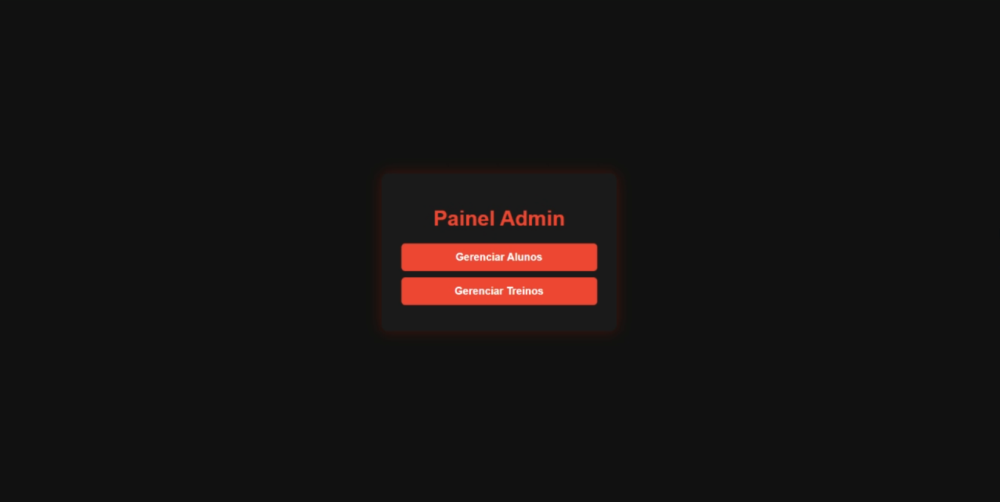 Painel Admin
Gerenciar Alunos
Gerenciar Treinos